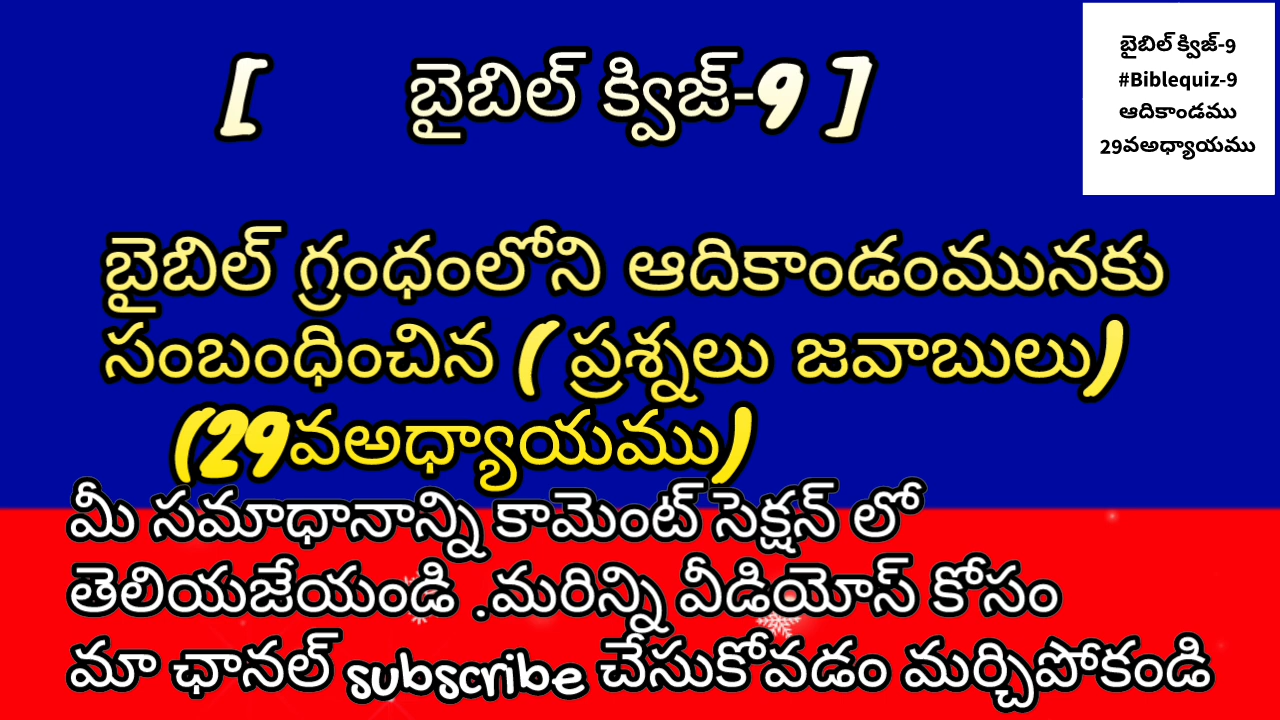 [ బైబిల్ క్విజ్-9 ]
బైబిల్ క్విజ్-9
#Biblequiz-9
ఆదికాండము
29వఅధ్యాయము
బైబిల్ గ్రంధంలోని ఆదికాండంమునకు
సంబంధించిన ( ప్రశ్నలు జవాబులు)
(29వఅధ్యాయము)
మీ సమాధానాన్ని కామెంట్ సెక్షన్ లో
తెలియజేయండి .మరిన్ని వీడియోస్ కోసం
మా ఛానల్ subscribe చేసుకోవడం మర్చిపోకండి